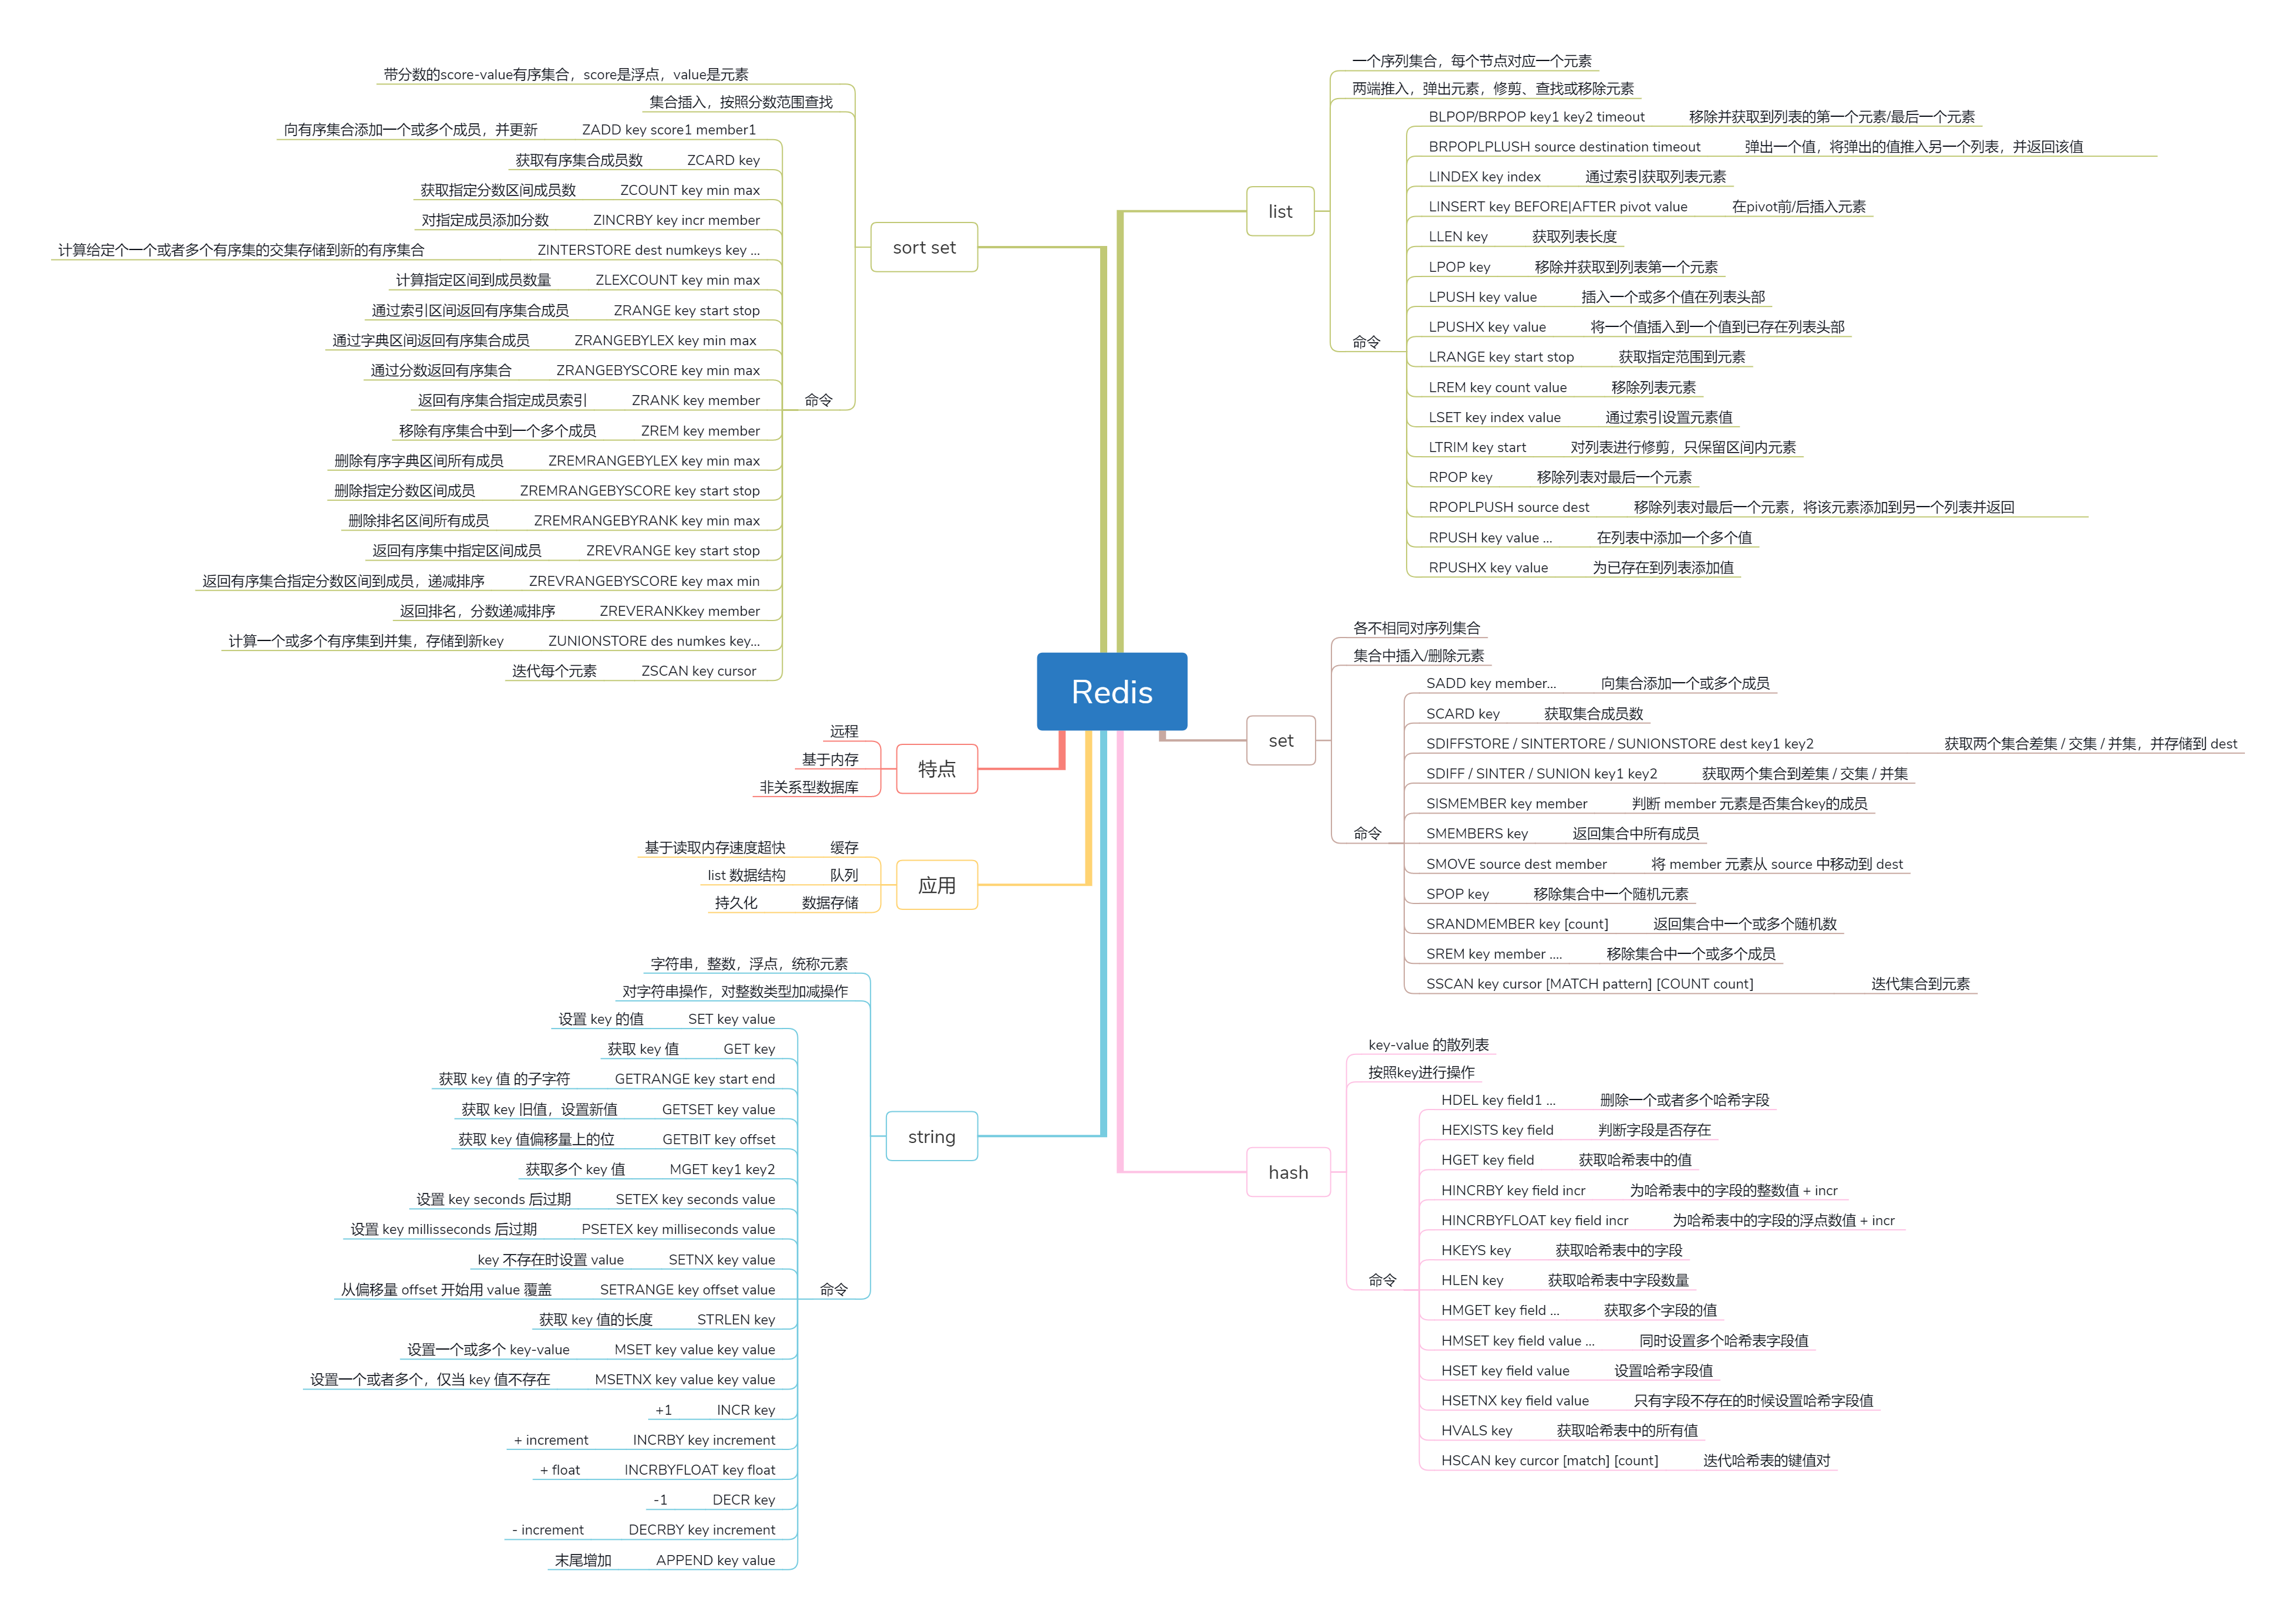 Redis
list
一个序列集合，每个节点对应一个元素
两端推入，弹出元素，修剪、查找或移除元素
命令
BLPOP/BRPOP key1 key2 timeout 移除并获取到列表的第一个元素/最后一个元素
BRPOPLPLUSH source destination timeout 弹出一个值，将弹出的值推入另一个列表，并返回该值
LINDEX key index 通过索引获取列表元素
LINSERT key BEFORE|AFTER pivot value 在pivot前/后插入元素
LLEN key 获取列表长度
LPOP key 移除并获取到列表第一个元素
LPUSH key value 插入一个或多个值在列表头部
LPUSHX key value 将一个值插入到一个值到已存在列表头部
LRANGE key start stop 获取指定范围到元素
LREM key count value 移除列表元素
LSET key index value 通过索引设置元素值
LTRIM key start 对列表进行修剪，只保留区间内元素
RPOP key 移除列表对最后一个元素
RPOPLPUSH source dest 移除列表对最后一个元素，将该元素添加到另一个列表并返回
RPUSH key value ... 在列表中添加一个多个值
RPUSHX key value 为已存在到列表添加值
set
各不相同对序列集合
集合中插入/删除元素
命令
SADD key member... 向集合添加一个或多个成员
SCARD key 获取集合成员数
SDIFFSTORE / SINTERTORE / SUNIONSTORE dest key1 key2 获取两个集合差集 / 交集 / 并集，并存储到 dest
SDIFF / SINTER / SUNION key1 key2 获取两个集合到差集 / 交集 / 并集
SISMEMBER key member 判断 member 元素是否集合key的成员
SMEMBERS key 返回集合中所有成员
SMOVE source dest member 将 member 元素从 source 中移动到 dest
SPOP key 移除集合中一个随机元素
SRANDMEMBER key [count] 返回集合中一个或多个随机数
SREM key member .... 移除集合中一个或多个成员
SSCAN key cursor [MATCH pattern] [COUNT count] 迭代集合到元素
hash
key-value 的散列表
按照key进行操作
命令
HDEL key field1 ... 删除一个或者多个哈希字段
HEXISTS key field 判断字段是否存在
HGET key field 获取哈希表中的值
HINCRBY key field incr 为哈希表中的字段的整数值 + incr
HINCRBYFLOAT key field incr 为哈希表中的字段的浮点数值 + incr
HKEYS key 获取哈希表中的字段
HLEN key 获取哈希表中字段数量
HMGET key field ... 获取多个字段的值
HMSET key field value ... 同时设置多个哈希表字段值
HSET key field value 设置哈希字段值
HSETNX key field value 只有字段不存在的时候设置哈希字段值
HVALS key 获取哈希表中的所有值
HSCAN key curcor [match] [count] 迭代哈希表的键值对
sort set
带分数的score-value有序集合，score是浮点，value是元素
集合插入，按照分数范围查找
命令
向有序集合添加一个或多个成员，并更新 ZADD key score1 member1
获取有序集合成员数 ZCARD key
获取指定分数区间成员数 ZCOUNT key min max
对指定成员添加分数 ZINCRBY key incr member
计算给定个一个或者多个有序集的交集存储到新的有序集合 ZINTERSTORE dest numkeys key ...
计算指定区间到成员数量 ZLEXCOUNT key min max
通过索引区间返回有序集合成员 ZRANGE key start stop
通过字典区间返回有序集合成员 ZRANGEBYLEX key min max
通过分数返回有序集合 ZRANGEBYSCORE key min max
返回有序集合指定成员索引 ZRANK key member
移除有序集合中到一个多个成员 ZREM key member
删除有序字典区间所有成员 ZREMRANGEBYLEX key min max
删除指定分数区间成员 ZREMRANGEBYSCORE key start stop
删除排名区间所有成员 ZREMRANGEBYRANK key min max
返回有序集中指定区间成员 ZREVRANGE key start stop
返回有序集合指定分数区间到成员，递减排序 ZREVRANGEBYSCORE key max min
返回排名，分数递减排序 ZREVERANKkey member
计算一个或多个有序集到并集，存储到新key ZUNIONSTORE des numkes key...
迭代每个元素 ZSCAN key cursor
特点
远程
基于内存
非关系型数据库
应用
基于读取内存速度超快 缓存
list 数据结构 队列
持久化 数据存储
string
字符串，整数，浮点，统称元素
对字符串操作，对整数类型加减操作
命令
设置 key 的值 SET key value
获取 key 值 GET key
获取 key 值 的子字符 GETRANGE key start end
获取 key 旧值，设置新值 GETSET key value
获取 key 值偏移量上的位 GETBIT key offset
获取多个 key 值 MGET key1 key2
设置 key seconds 后过期 SETEX key seconds value
设置 key millisseconds 后过期 PSETEX key milliseconds value
key 不存在时设置 value SETNX key value
从偏移量 offset 开始用 value 覆盖 SETRANGE key offset value
获取 key 值的长度 STRLEN key
设置一个或多个 key-value MSET key value key value
设置一个或者多个，仅当 key 值不存在 MSETNX key value key value
+1 INCR key
+ increment INCRBY key increment
+ float INCRBYFLOAT key float
-1 DECR key
- increment DECRBY key increment
末尾增加 APPEND key value